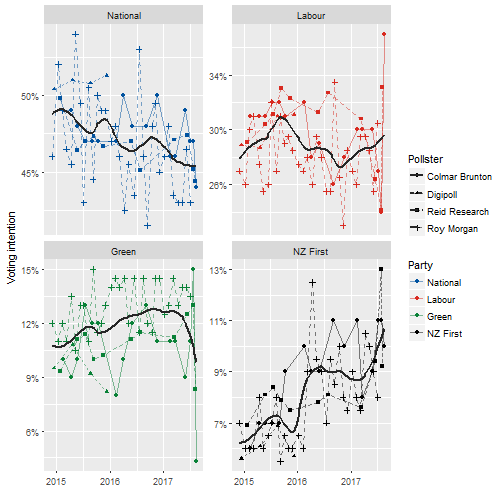 National
Labour
50%
45%
34%
30%
26%
Green
NZ First
15%
12%
9%
6%
13%
11%
9%
7%
2015
2016
2017
2015
2016
2017
Voting intention
Pollster
Colmar Brunton
Digipoll
Reid Research
Roy Morgan
Party
National
Labour
Green
NZ First